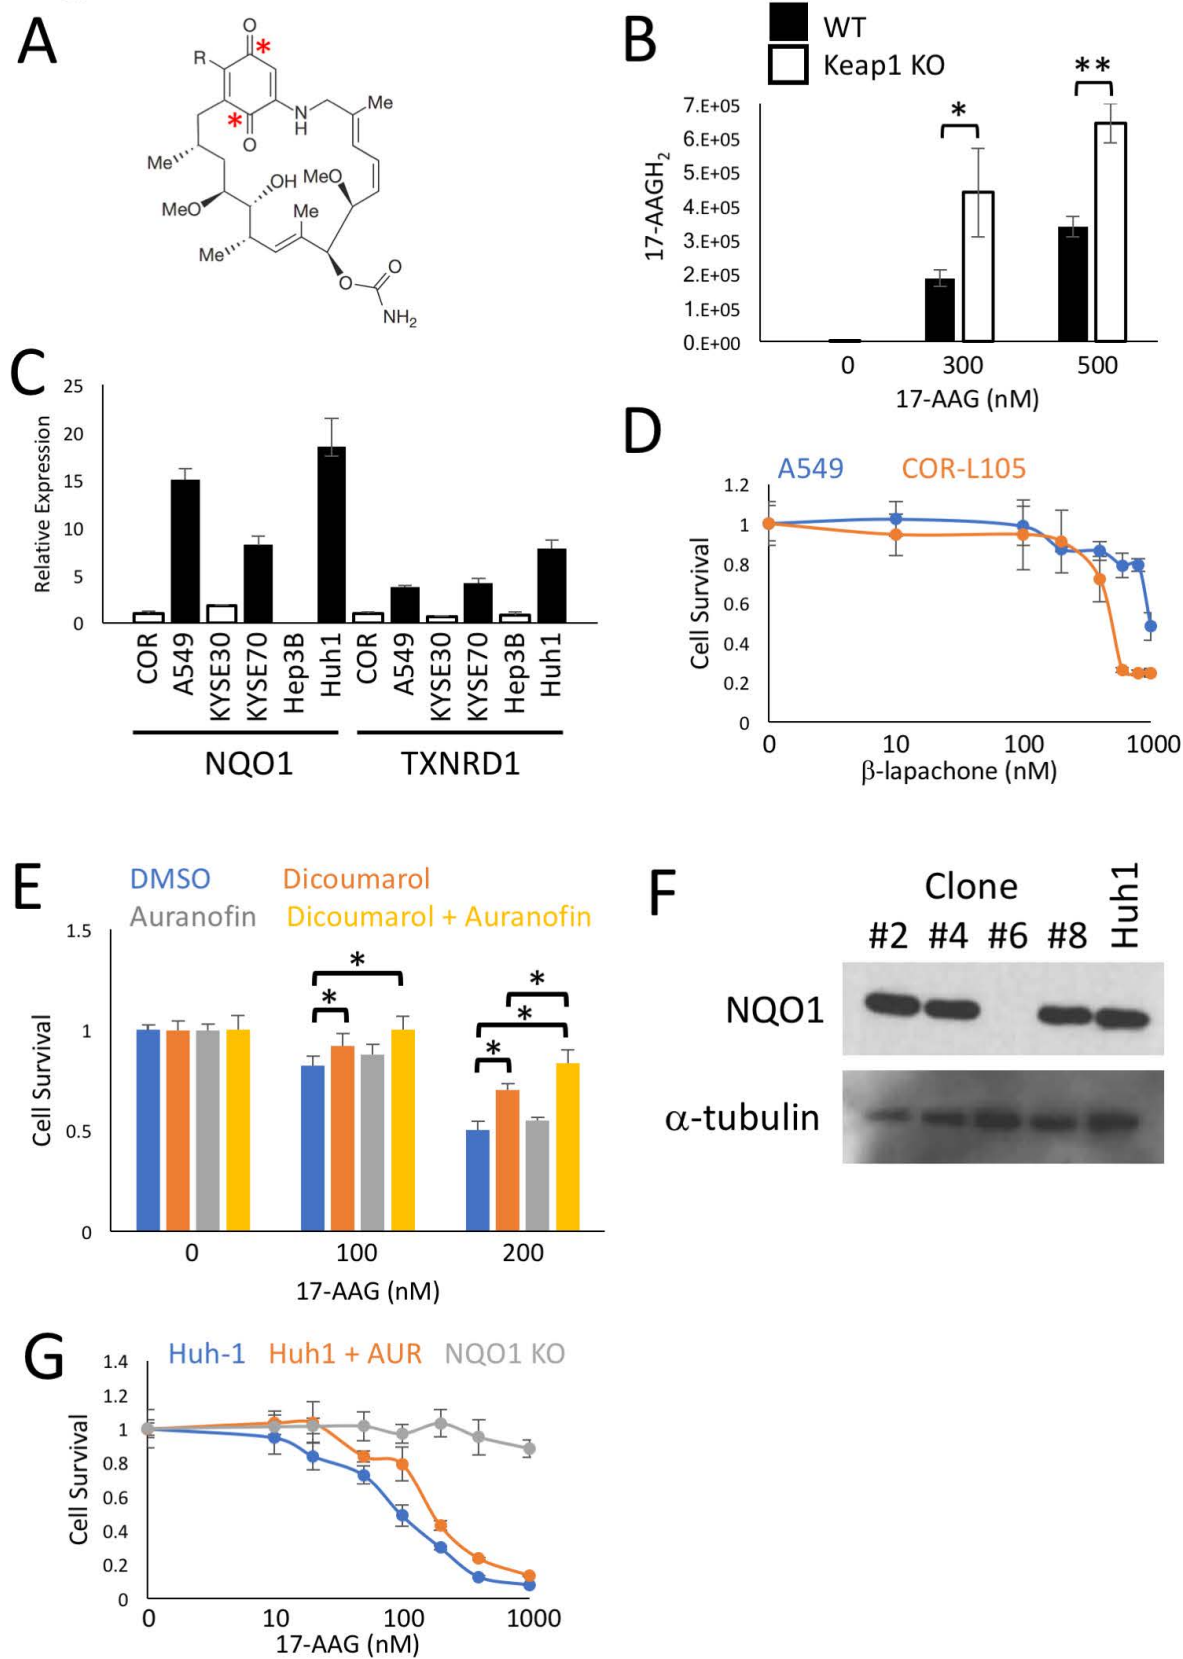 A
O
*
R
*
O
N
H
Me
Me
OH
MeO
MeO
Me
Me
O
O
NH2
B
WT
Keap1 KO
**
*
7.E+05
6.E+05
5.E+05
4.E+05
3.E+05
2.E+05
1.E+05
0.E+00
17-AAGH2
0 300 500
17-AAG (nM)
C
25
20
15
10
5
0
Relative Expression
COR A549 KYSE30 KYSE70 Hep3B Huh1 COR A549 KYSE30 KYSE70 Hep3B Huh1
NQO1 TXNRD1
D
A549 COR-L105
1.2
1
0.8
0.6
0.4
0.2
0
Cell Survival
0 10 100 1000
β-lapachone (nM)
E
DMSO Dicoumarol
Auranofin Dicoumarol + Auranofin
1.5
1
0.5
0
Cell Survival
* *
* * *
0 100 200
17-AAG (nM)
F
Clone
#2 #4 #6 #8 Huh1
NQO1
α-tubulin
G
Huh-1 Huh1 + AUR NQO1 KO
1.4
1.2
1
0.8
0.6
0.4
0.2
0
Cell Survival
0 10 100 1000
17-AAG (nM)